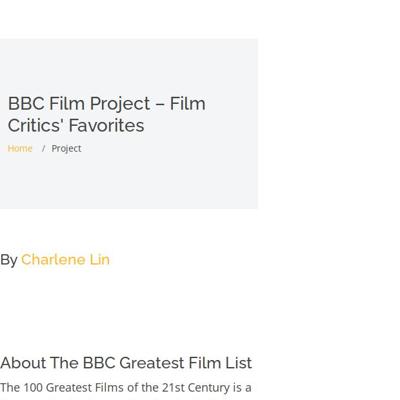 BBC Film Project – Film
Critics' Favorites
Home / Project
By Charlene Lin
About The BBC Greatest Film List
The 100 Greatest Films of the 21st Century is a